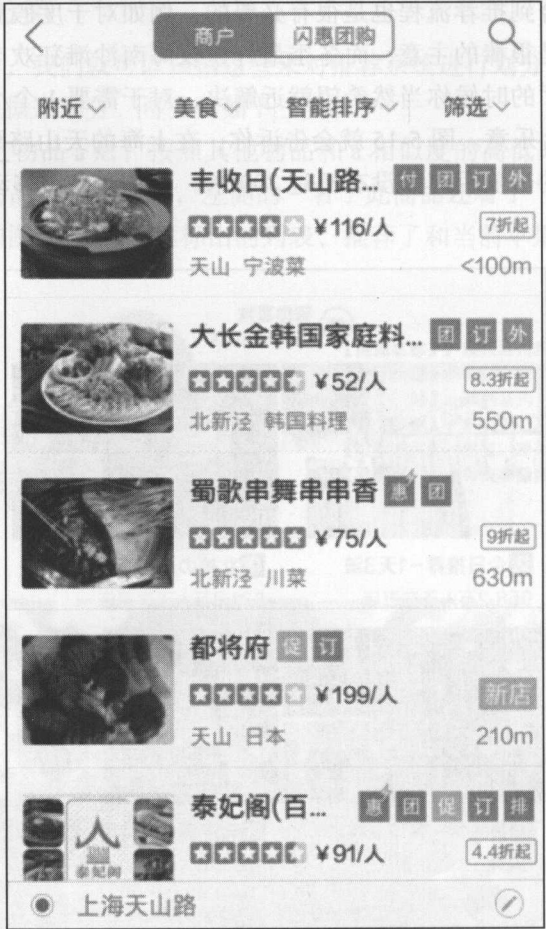 商户 闪惠团购
附近 美食 智能排序 筛选
丰收日(天山路... 付 团 订 外
¥116/人 7折起
天山 宁波菜 <100m
大长金韩国家庭料... 团 订 外
¥52/人 8.3折起
北新泾 韩国料理 550m
蜀歌串舞串串香 惠 团
¥75/人 9折起
北新泾 川菜 630m
都将府 促 订
¥199/人 新店
天山 日本 210m
泰妃阁(百... 惠 团 促 订 排
泰妃阁
¥91/人 4.4折起
上海天山路